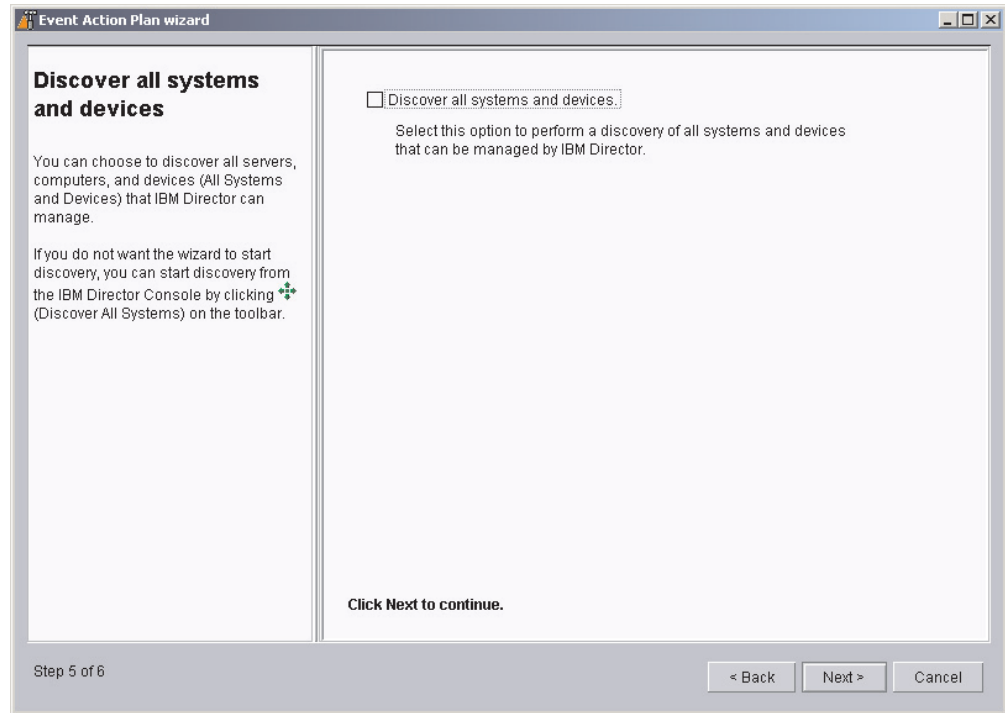 Event Action Plan wizard
Discover all systems
and devices
You can choose to discover all servers,
computers, and devices (All Systems
and Devices) that IBM Director can
manage.
If you do not want the wizard to start
discovery, you can start discovery from
the IBM Director Console by clicking
(Discover All Systems) on the toolbar.
Discover all systems and devices.
Select this option to perform a discovery of all systems and devices
that can be managed by IBM Director.
Click Next to continue.
Step 5 of 6
< Back
Next >
Cancel